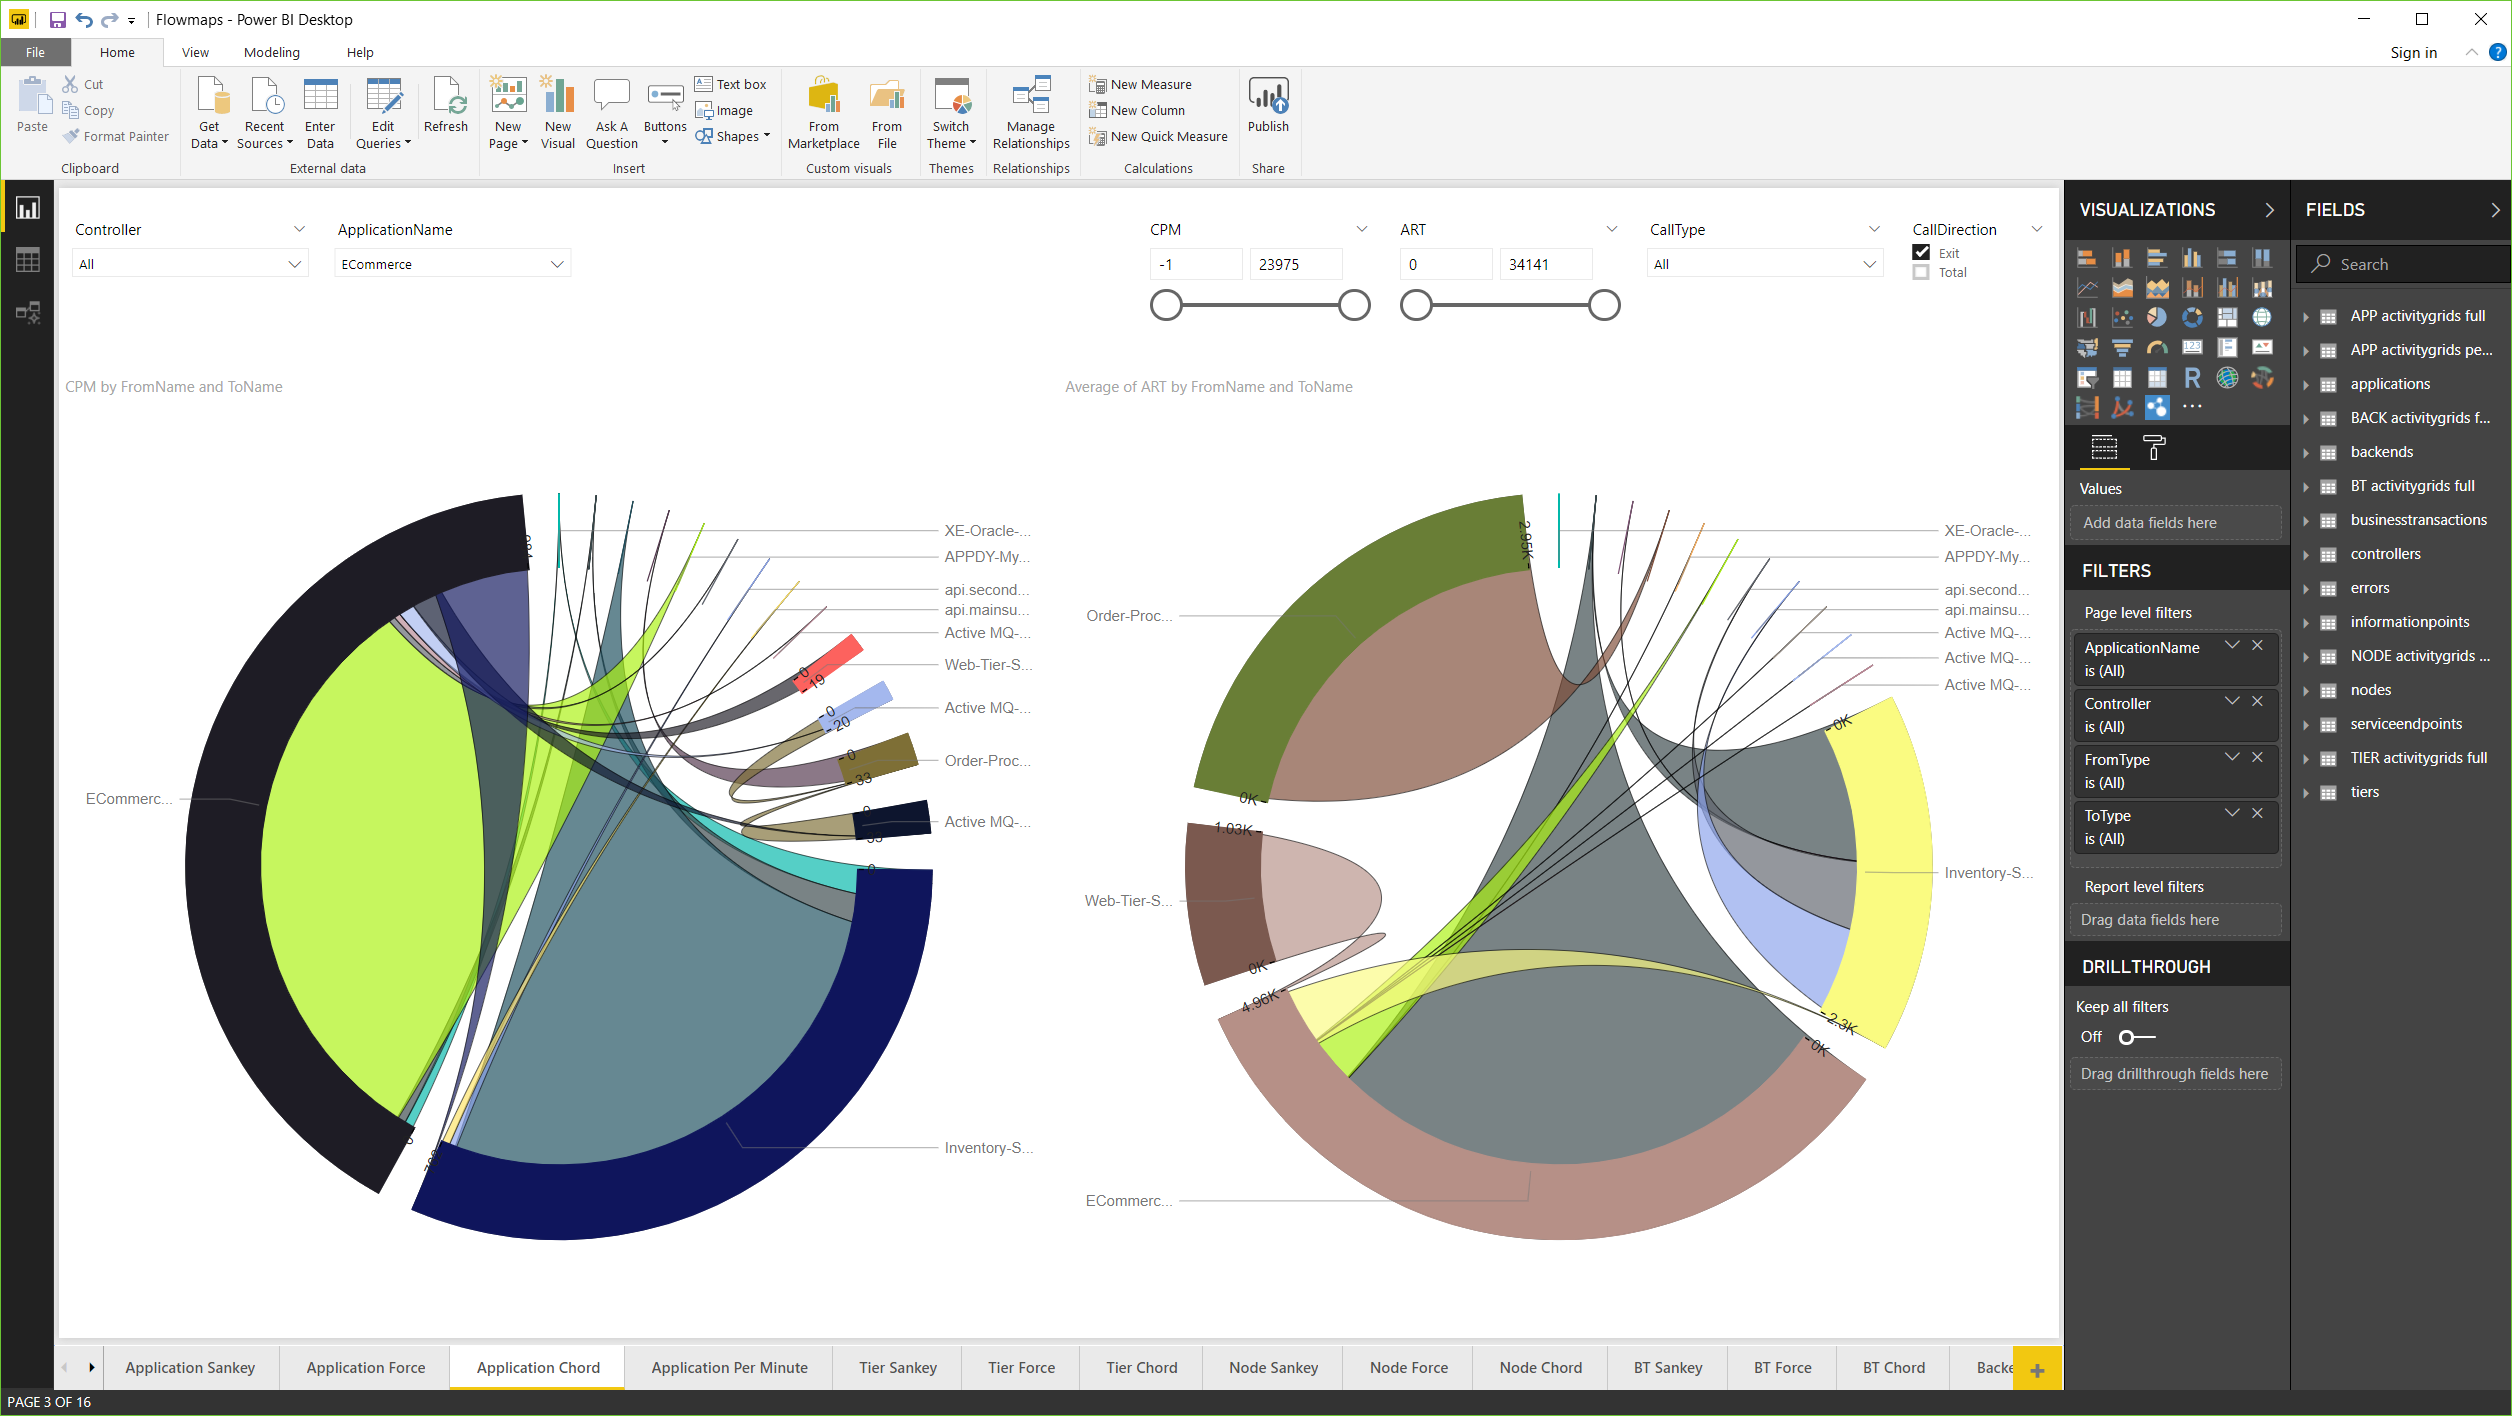 Flowmaps - Power BI Desktop
File Home View Modeling Help Sign in
Paste
Cut
Copy
Format Painter
Clipboard
Get Data
Recent Sources
Enter Data
Edit Queries
Refresh
External data
New Page
New Visual
Ask A Question
Buttons
Text box
Image
Shapes
Insert
From Marketplace
From File
Custom visuals
Switch Theme
Themes
Manage Relationships
Relationships
New Measure
New Column
New Quick Measure
Calculations
Publish
Share
Controller
All
ApplicationName
ECommerce
CPM
-1 23975
ART
0 34141
CallType
All
CallDirection
Exit
Total
CPM by FromName and ToName
XE-Oracle-...
APPDY-My...
api.second...
api.mainsu...
Active MQ-...
Web-Tier-S...
0
19
Active MQ-...
0
20
Order-Proc...
0
33
Active MQ-...
0
0
ECommerc...
Inventory-S...
Average of ART by FromName and ToName
2.95K
XE-Oracle-...
APPDY-My...
api.second...
api.mainsu...
Active MQ-...
Active MQ-...
Active MQ-...
Order-Proc...
0K
1.03K
Web-Tier-S...
0K
4.96K
0K
Inventory-S...
2.3K
0K
ECommerc...
VISUALIZATIONS
R
123
Values
Add data fields here
FILTERS
Page level filters
ApplicationName
is (All)
Controller
is (All)
FromType
is (All)
ToType
is (All)
Report level filters
Drag data fields here
DRILLTHROUGH
Keep all filters
Off
Drag drillthrough fields here
FIELDS
Search
APP activitygrids full
APP activitygrids pe...
applications
BACK activitygrids f...
backends
BT activitygrids full
businesstransactions
controllers
errors
informationpoints
NODE activitygrids ...
nodes
serviceendpoints
TIER activitygrids full
tiers
Application Sankey Application Force Application Chord Application Per Minute Tier Sankey Tier Force Tier Chord Node Sankey Node Force Node Chord BT Sankey BT Force BT Chord Backe
PAGE 3 OF 16